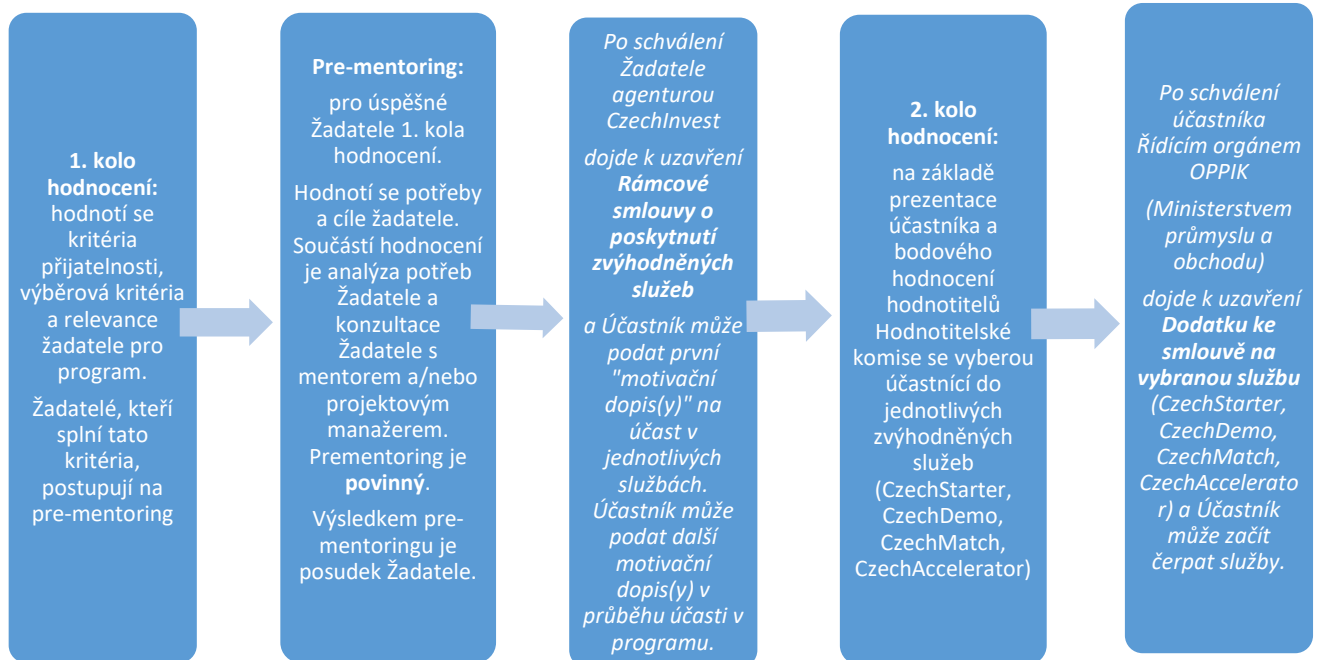 1. kolo
hodnocení:
hodnotí se
kritéria
přijatelnosti,
výběrová kritéria
a relevance
žadatele pro
program.
Žadatelé, kteří
splní tato
kritéria,
postupují na
pre-mentoring
Pre-mentoring:
pro úspěšné
Žadatele 1. kola
hodnocení.
Hodnotí se potřeby
a cíle žadatele.
Součástí hodnocení
je analýza potřeb
Žadatele a
konzultace
Žadatele s
mentorem a/nebo
projektovým
manažerem.
Prementoring je
povinný.
Výsledkem pre-
mentoringu je
posudek Žadatele.
Po schválení
Žadatele
agenturou
CzechInvest
dojde k uzavření
Rámcové
smlouvy o
poskytnutí
zvýhodněných
služeb
a Účastník může
podat první
"motivační
dopis(y)" na
účast v
jednotlivých
službách.
Účastník může
podat další
motivační
dopis(y) v
průběhu účasti v
programu.
2. kolo
hodnocení:
na základě
prezentace
účastníka a
bodového
hodnocení
hodnotitelů
Hodnotitelské
komise se vyberou
účastnící do
jednotlivých
zvýhodněných
služeb
(CzechStarter,
CzechDemo,
CzechMatch,
CzechAccelerator)
Po schválení
účastníka
Řídícím orgánem
OPPIK
(Ministerstvem
průmyslu a
obchodu)
dojde k uzavření
Dodatku ke
smlouvě na
vybranou službu
(CzechStarter,
CzechDemo,
CzechMatch,
CzechAccelerato
r) a Účastník
může začít
čerpat služby.